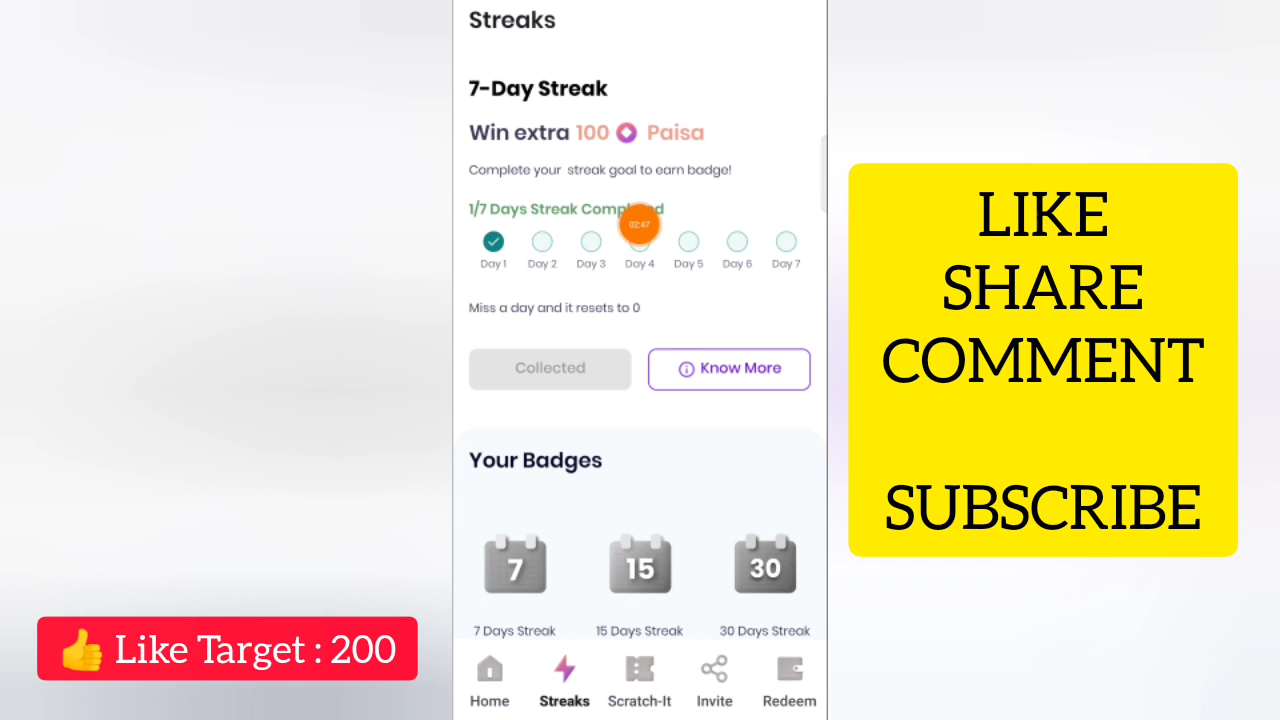 Streaks
7-Day Streak
Win extra 100 Paisa
Complete your streak goal to earn badge!
1/7 Days Streak Completed
02:47
Day 1 Day 2 Day 3 Day 4 Day 5 Day 6 Day 7
Miss a day and it resets to 0
Collected
Know More
Your Badges
7 15 30
7 Days Streak 15 Days Streak 30 Days Streak
Home Streaks Scratch-It Invite Redeem
LIKE
SHARE
COMMENT
SUBSCRIBE
👍 Like Target : 200